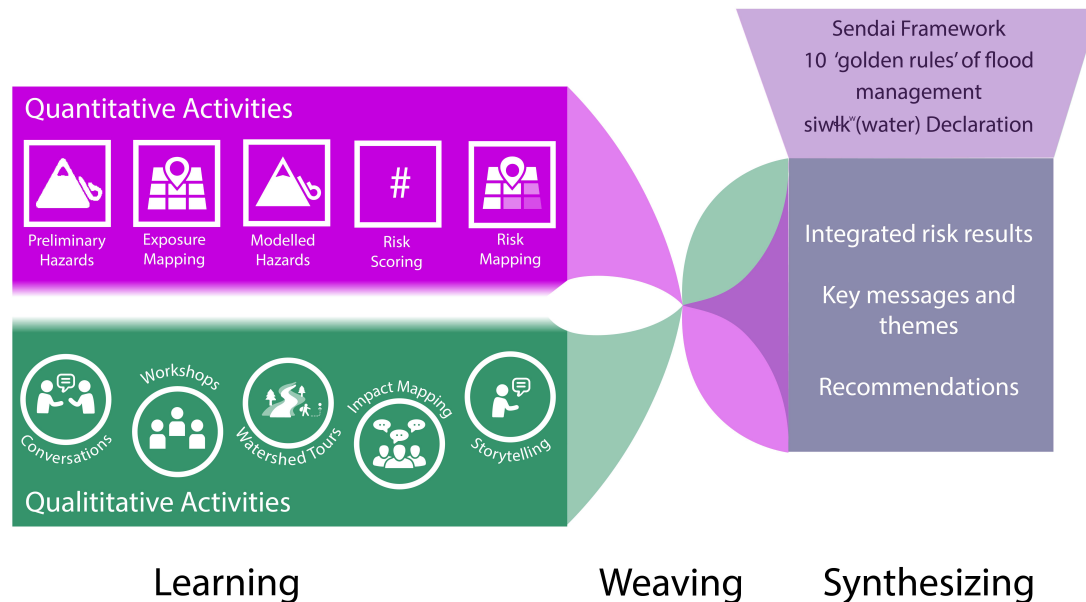 Sendai Framework
10 ‘golden rules’ of flood
management
siwɬkʷ (water) Declaration
Quantitative Activities
#
Preliminary
Hazards
Exposure
Mapping
Modelled
Hazards
Risk
Scoring
Risk
Mapping
Integrated risk results
Key messages and
themes
Recommendations
Conversations
Workshops
Watershed Tours
Impact Mapping
Storytelling
Qualititative Activities
Learning
Weaving
Synthesizing